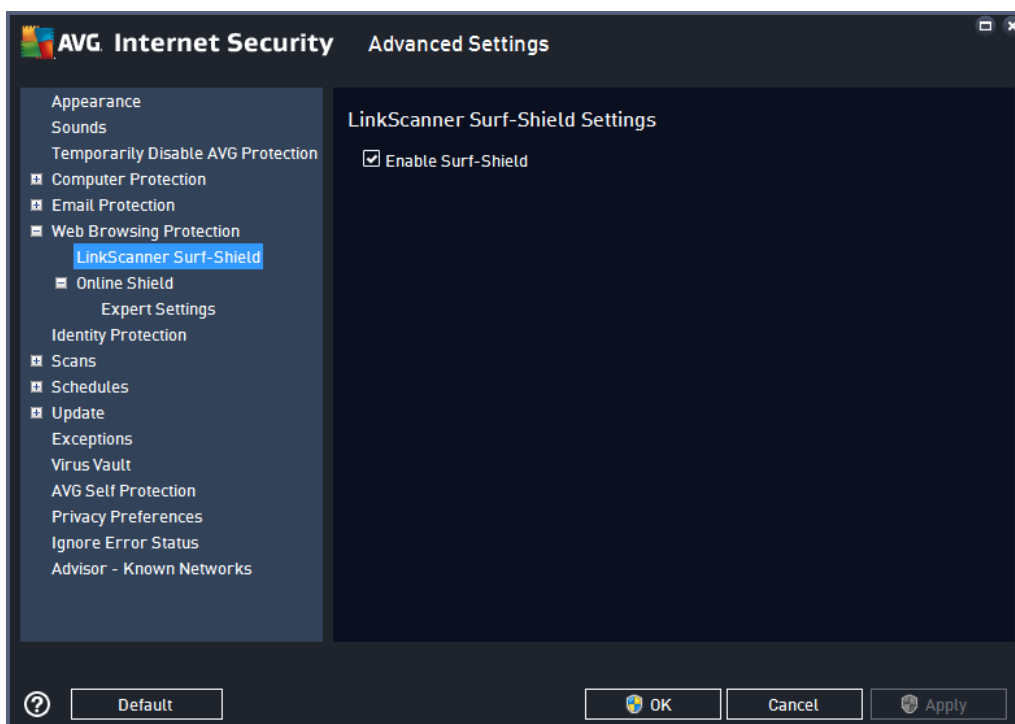 AVG. Internet Security Advanced Settings
Appearance
Sounds
Temporarily Disable AVG Protection
Computer Protection
Email Protection
Web Browsing Protection
LinkScanner Surf-Shield
Online Shield
Expert Settings
Identity Protection
Scans
Schedules
Update
Exceptions
Virus Vault
AVG Self Protection
Privacy Preferences
Ignore Error Status
Advisor - Known Networks
LinkScanner Surf-Shield Settings
Enable Surf-Shield
? Default OK Cancel Apply